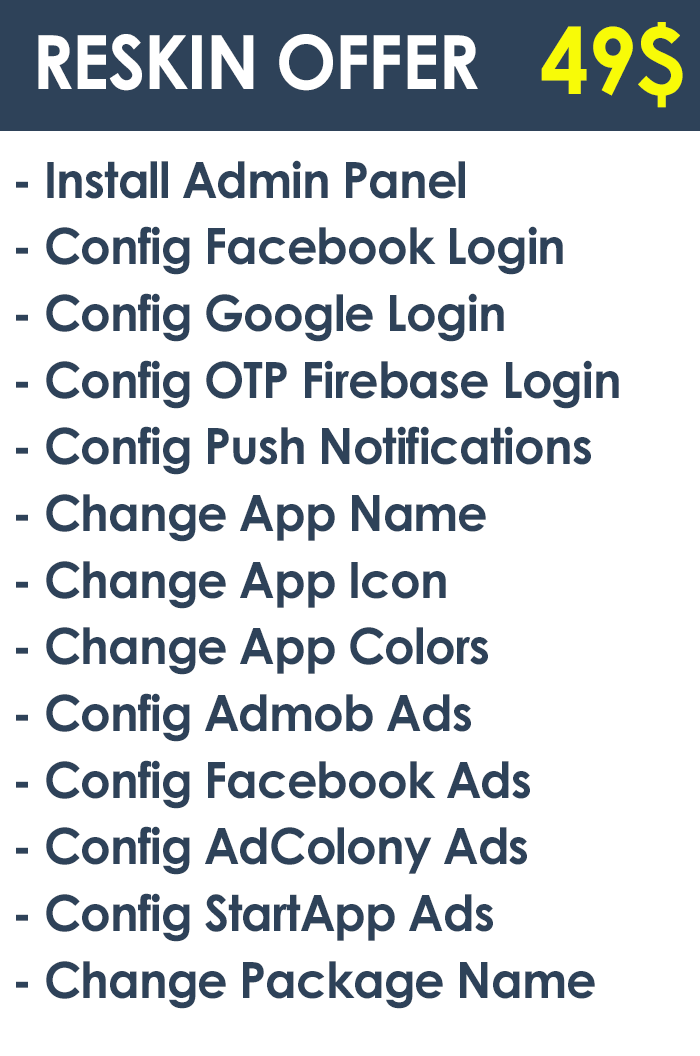 RESKIN OFFER 49$
- Install Admin Panel
- Config Facebook Login
- Config Google Login
- Config OTP Firebase Login
- Config Push Notifications
- Change App Name
- Change App Icon
- Change App Colors
- Config Admob Ads
- Config Facebook Ads
- Config AdColony Ads
- Config StartApp Ads
- Change Package Name